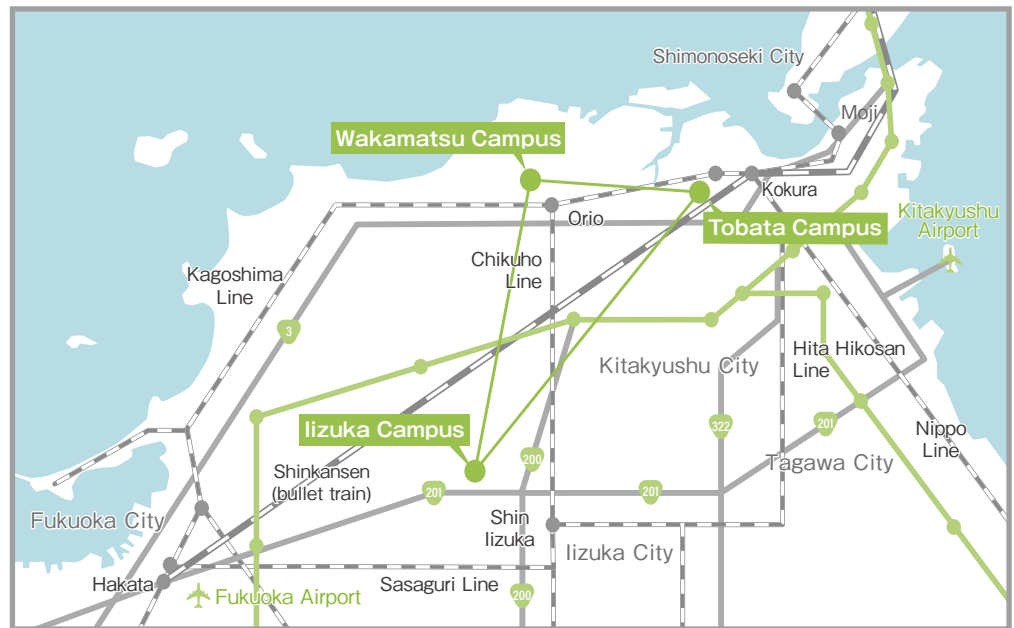 Shimonoseki City
Moji
Wakamatsu Campus
Kokura
Orio
Tobata Campus
Kitakyushu
Airport
Chikuho
Line
Kagoshima
Line
3
Hita Hikosan
Line
Kitakyushu City
Iizuka Campus
322
201
Nippo
Line
200
Tagawa City
Shinkansen
(bullet train)
201
201
Fukuoka City
Shin
Iizuka
Iizuka City
Hakata
Sasaguri Line
Fukuoka Airport
200